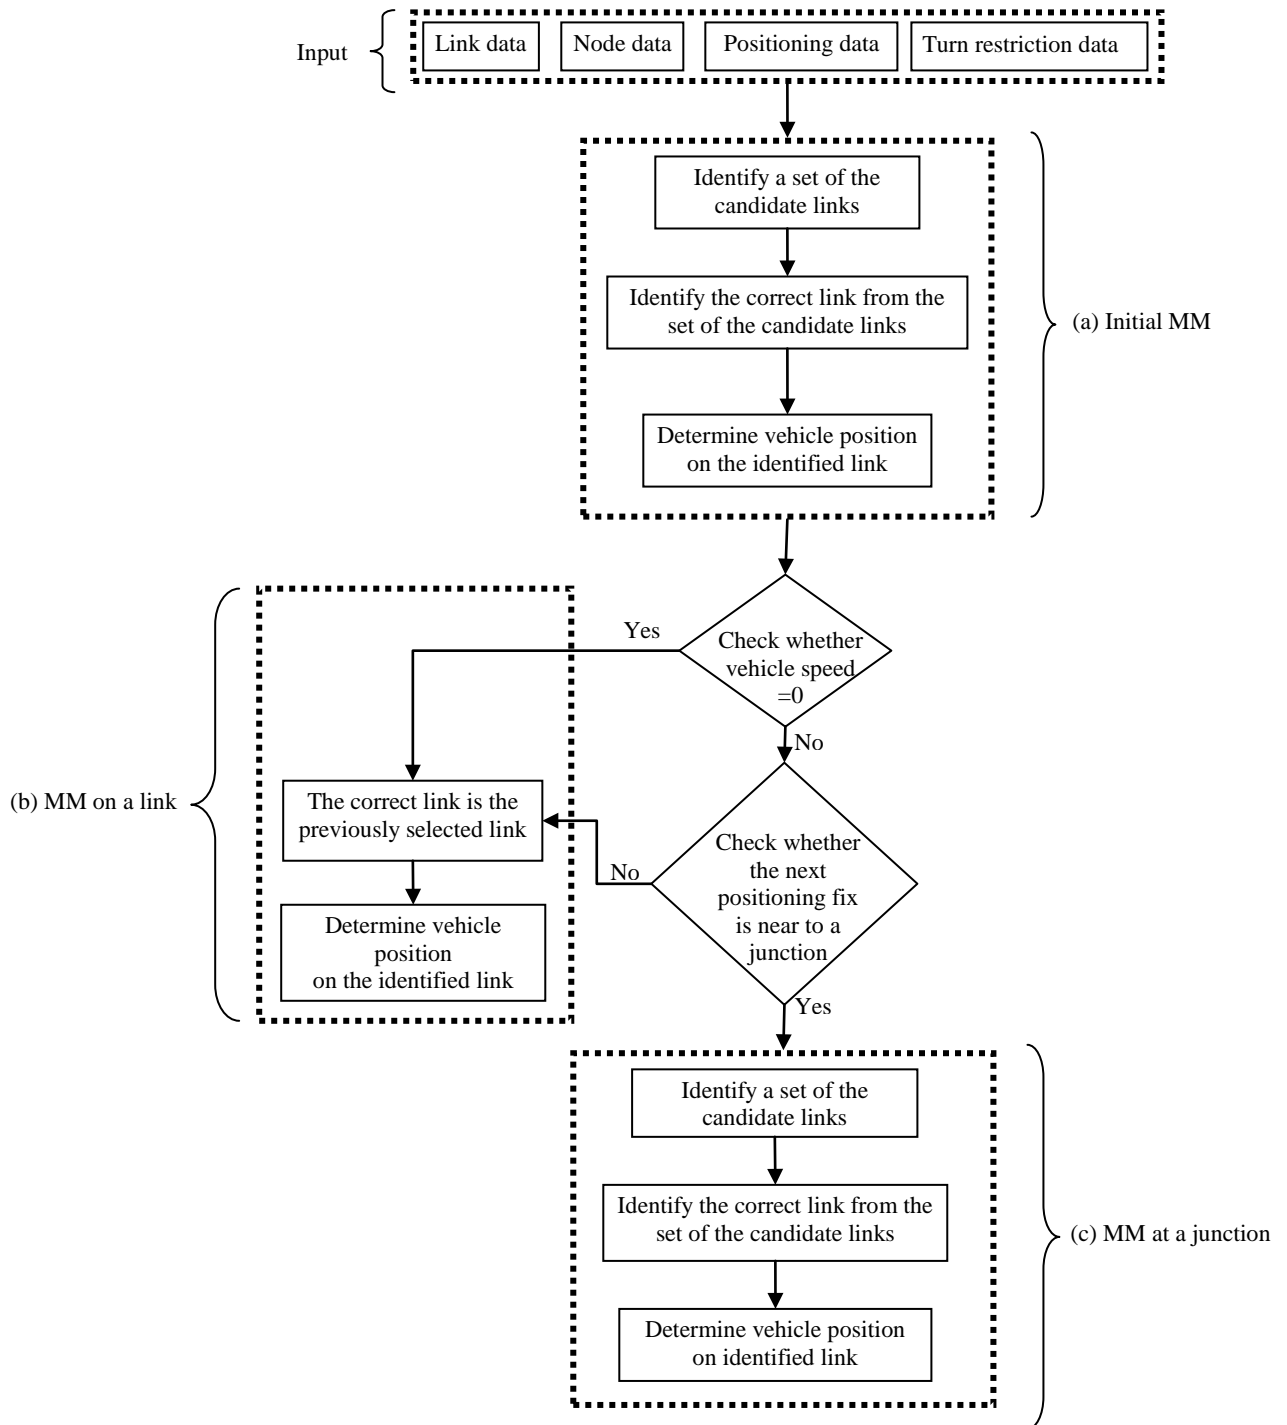 Input
Link data
Node data
Positioning data
Turn restriction data
Identify a set of the
candidate links
Identify the correct link from the
set of the candidate links
(a) Initial MM
Determine vehicle position
on the identified link
Yes
Check whether
vehicle speed
=0
No
(b) MM on a link
The correct link is the
previously selected link
Check whether
the next
positioning fix
is near to a
junction
No
Determine vehicle
position
on the identified link
Yes
Identify a set of the
candidate links
Identify the correct link from the
set of the candidate links
(c) MM at a junction
Determine vehicle position
on identified link